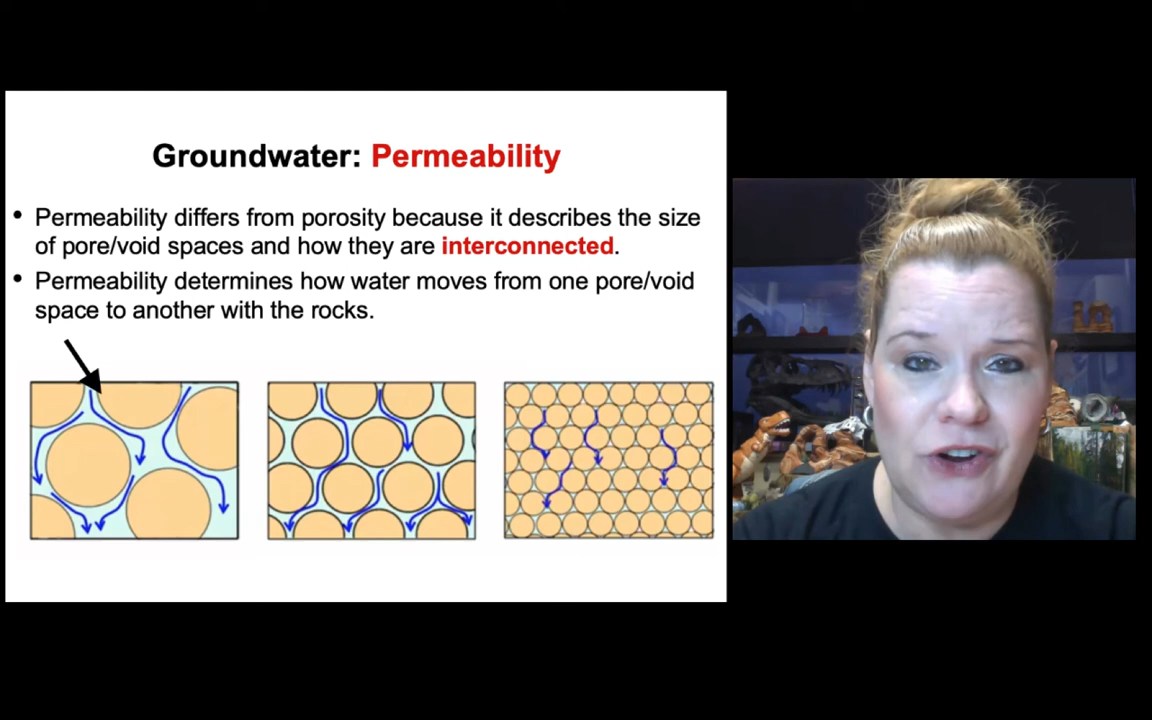 Groundwater: Permeability
• Permeability differs from porosity because it describes the size
of pore/void spaces and how they are interconnected.
• Permeability determines how water moves from one pore/void
space to another with the rocks.